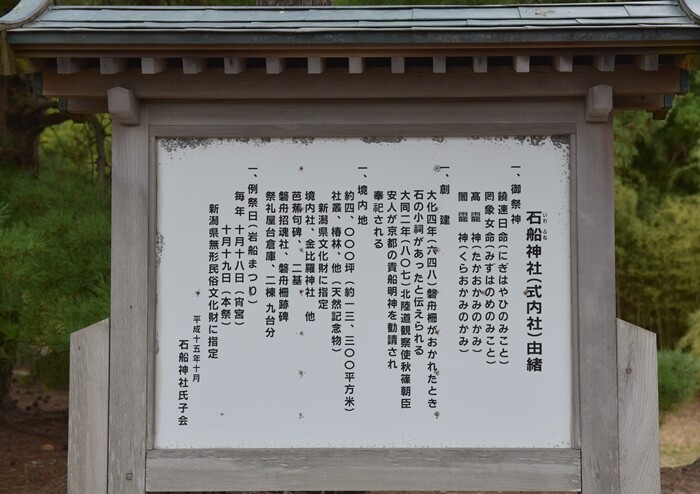 石船神社(式内社)由緒
いわふね
一、御祭神
饒速日命(にぎはやひのみこと)
罔象女命(みずはのめのみこと)
高龗神(たかおかみのかみ)
闇龗神(くらおかみのかみ)
一、創建
大化四年(六四八)磐舟柵がおかれたとき
石の小祠があったと伝えられる
大同二年(八〇七)北陸道観察使秋篠朝臣
安人が京都の貴船明神を勧請され
奉祀される
一、境内地
約四、〇〇〇坪(約一三、三〇〇平方米)
社叢、椿林、他(天然記念物)
新潟県文化財に指定
境内社、金比羅神社 他
芭蕉句碑、二基
磐舟招魂社、磐舟柵跡碑
祭礼屋台倉庫、二棟 九台分
一、例祭日(岩船まつり)
毎年 十月十八日(宵宮)
十月十九日(本祭)
新潟県無形民俗文化財に指定
平成十五年十月
石船神社氏子会